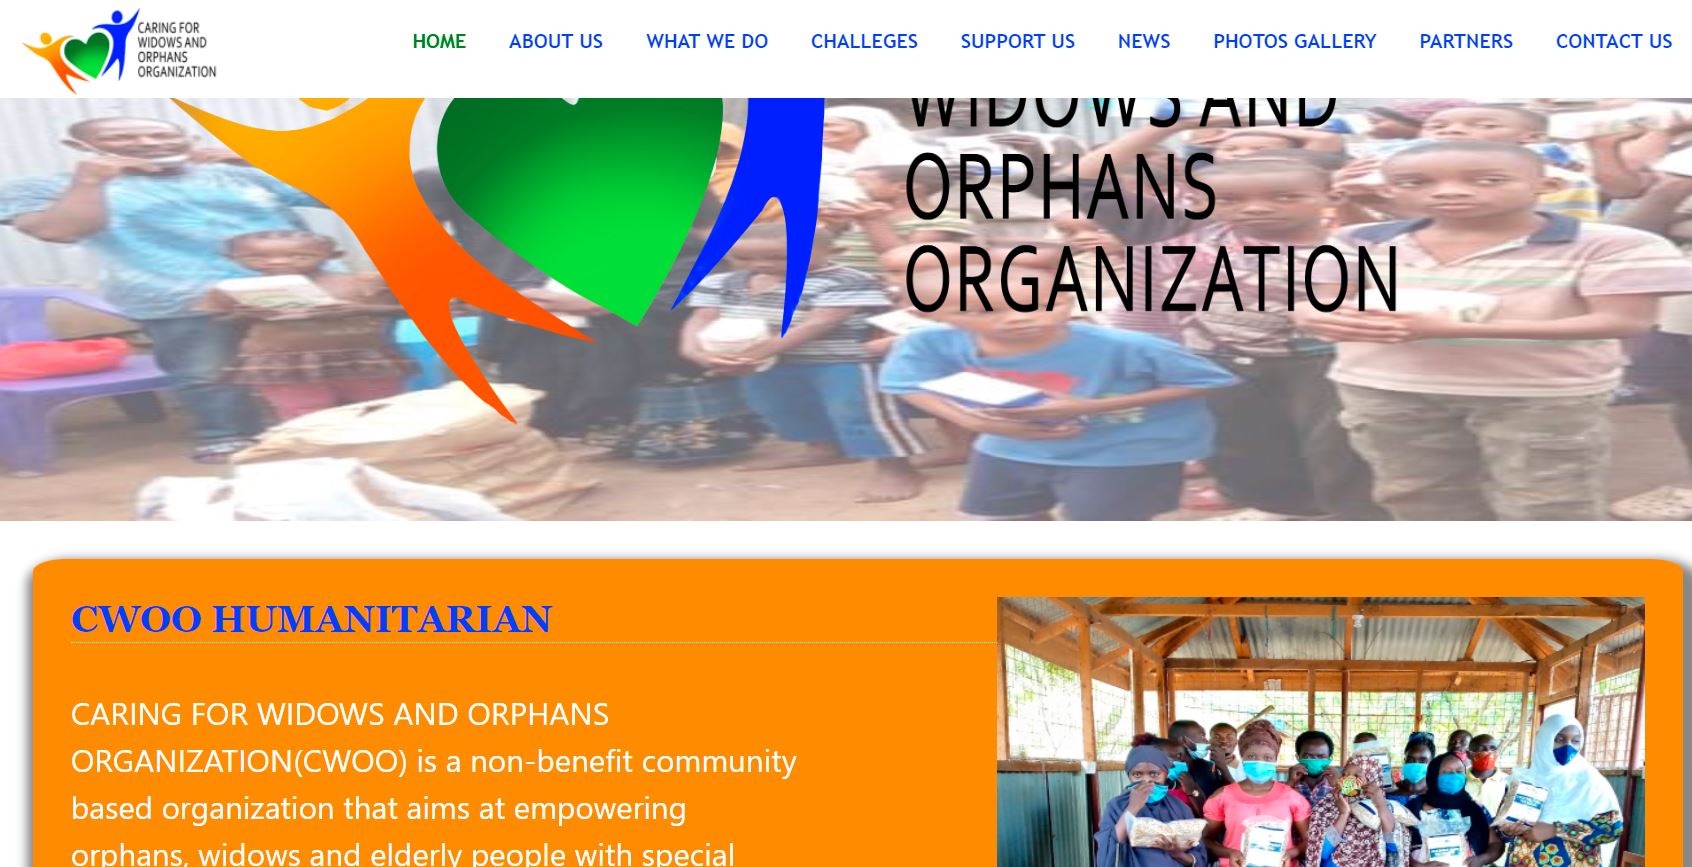 CARING FOR
WIDOWS AND
ORPHANS
ORGANIZATION
HOME
ABOUT US
WHAT WE DO
CHALLEGES
SUPPORT US
NEWS
PHOTOS GALLERY
PARTNERS
CONTACT US
WIDOWS AND
ORPHANS
ORGANIZATION
CWOO HUMANITARIAN
CARING FOR WIDOWS AND ORPHANS
ORGANIZATION(CWOO) is a non-benefit community
based organization that aims at empowering
orphans, widows and elderly people with special